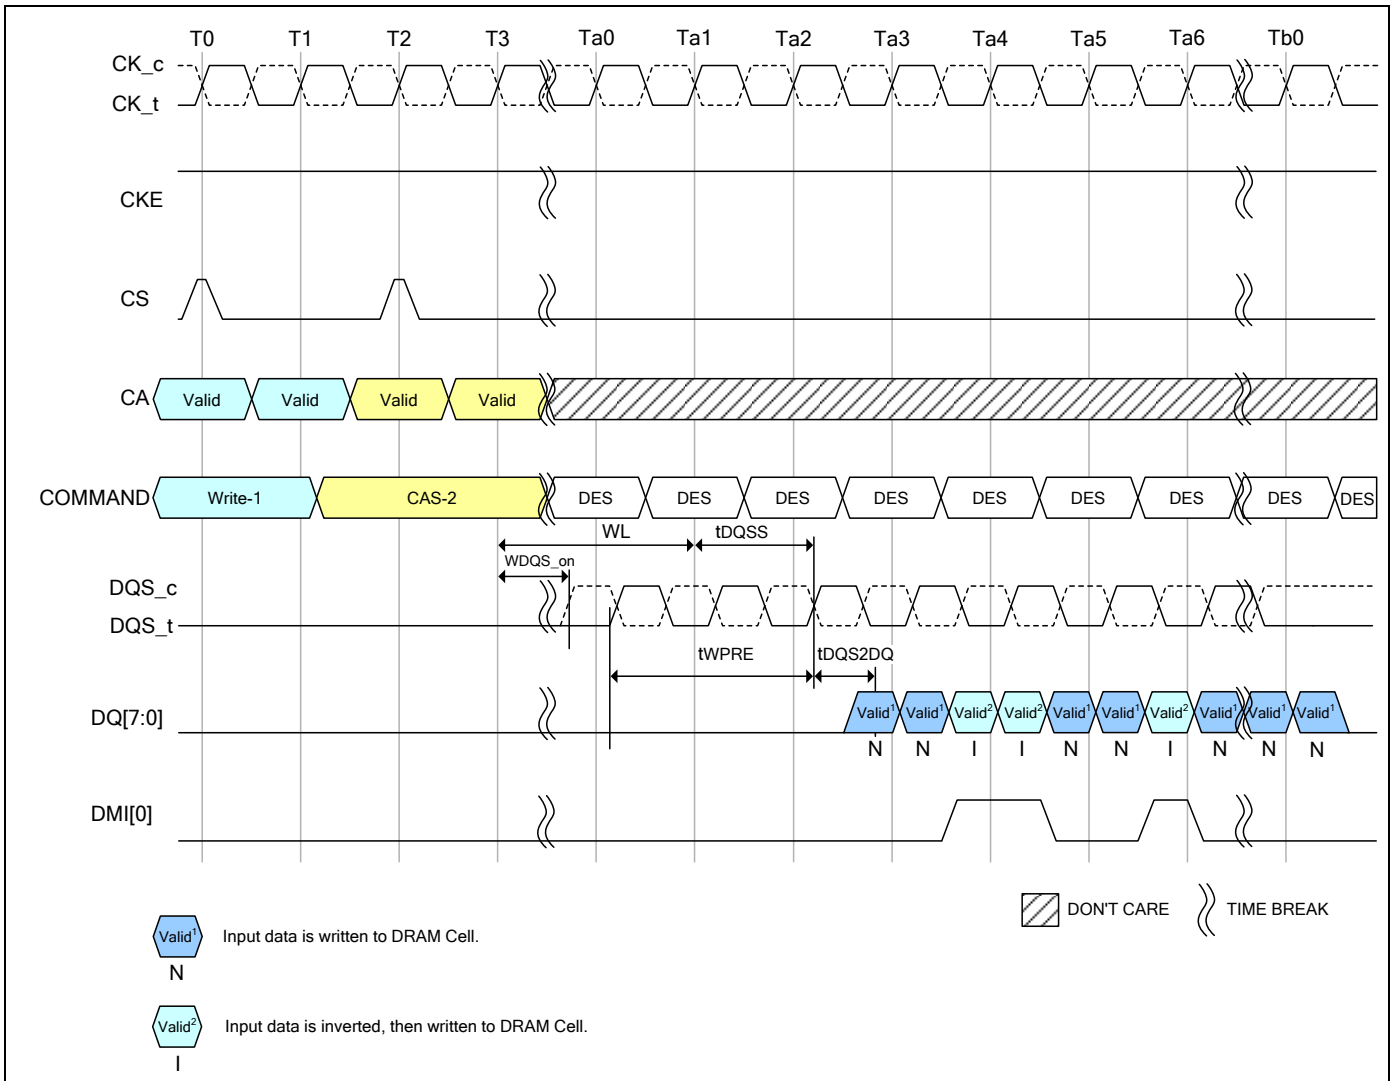 T0 T1 T2 T3 Ta0 Ta1 Ta2 Ta3 Ta4 Ta5 Ta6 Tb0
CK_c
CK_t
CKE
CS
CA Valid Valid Valid Valid
COMMAND Write-1 CAS-2 DES DES DES DES DES DES DES DES DES
WL tDQSS
WDQS_on
DQS_c
DQS_t
tWPRE tDQS2DQ
DQ[7:0] Valid¹ Valid¹ Valid² Valid² Valid¹ Valid¹ Valid² Valid¹ Valid¹ Valid¹
N N I I N N I N N N
DMI[0]
DON'T CARE TIME BREAK
Valid¹ Input data is written to DRAM Cell.
N
Valid² Input data is inverted, then written to DRAM Cell.
I